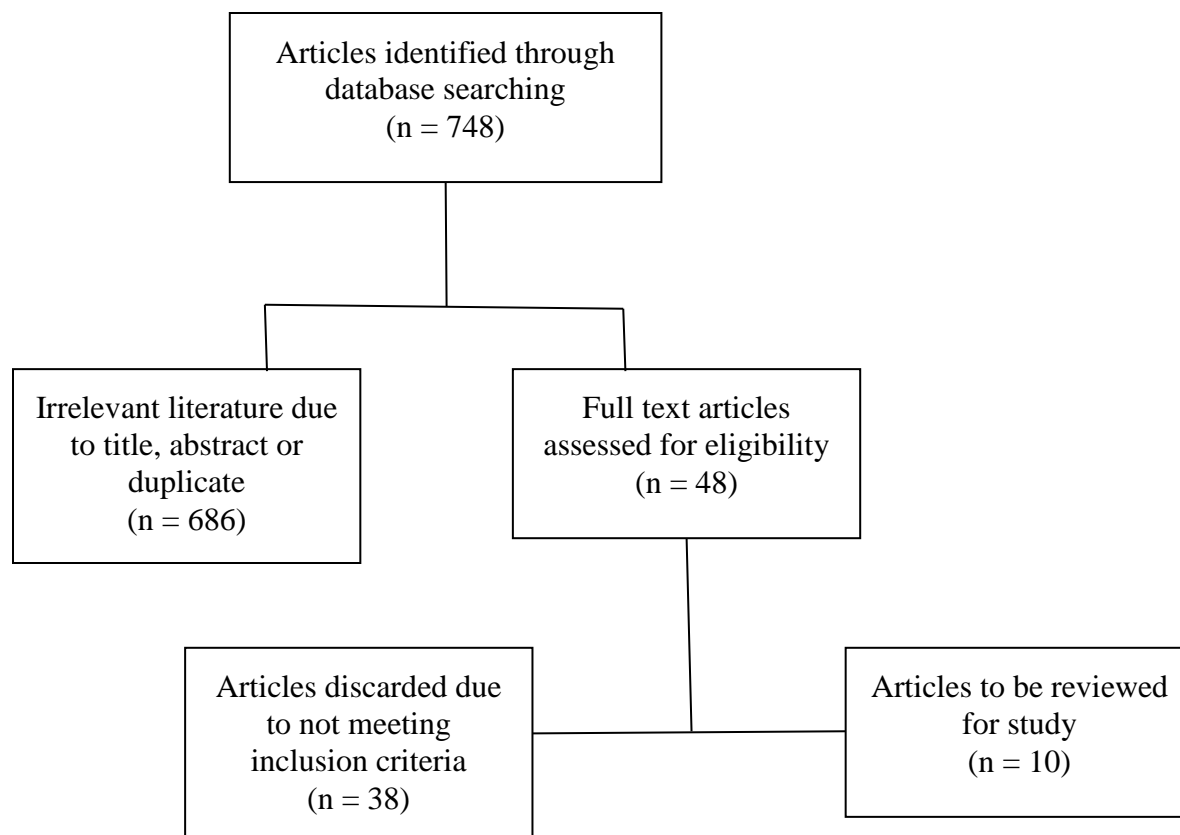 Articles identified through
database searching
(n = 748)
Irrelevant literature due
to title, abstract or
duplicate
(n = 686)
Full text articles
assessed for eligibility
(n = 48)
Articles discarded due
to not meeting
inclusion criteria
(n = 38)
Articles to be reviewed
for study
(n = 10)